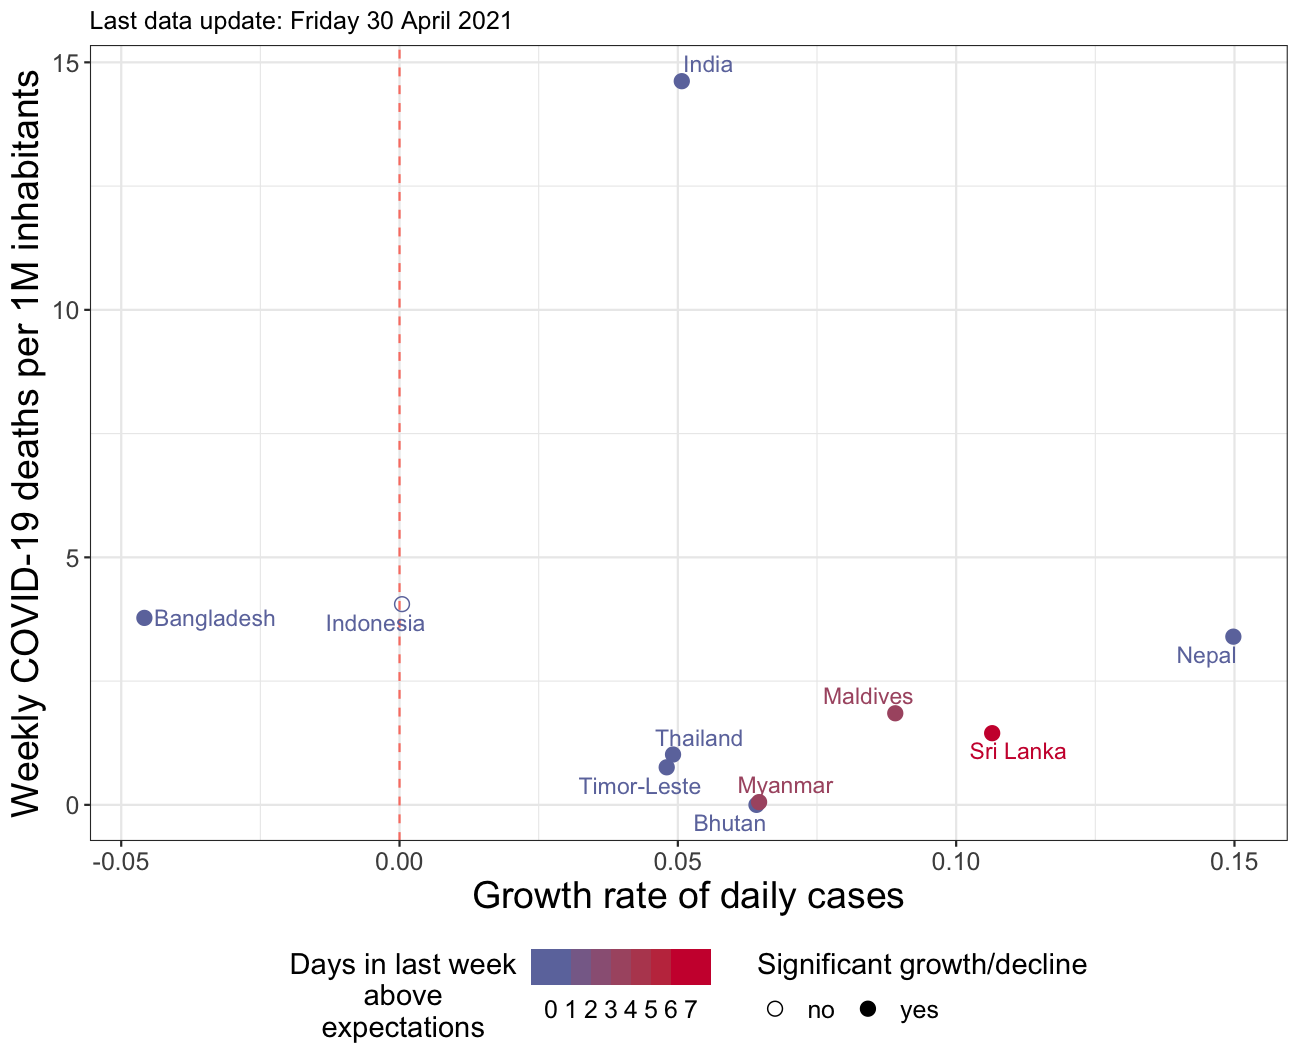 Last data update: Friday 30 April 2021
Weekly COVID-19 deaths per 1M inhabitants
15
10
5
0
India
Bangladesh
Indonesia
Nepal
Maldives
Sri Lanka
Thailand
Timor-Leste
Myanmar
Bhutan
-0.05 0.00 0.05 0.10 0.15
Growth rate of daily cases
Days in last week
above
expectations
0 1 2 3 4 5 6 7
Significant growth/decline
no yes